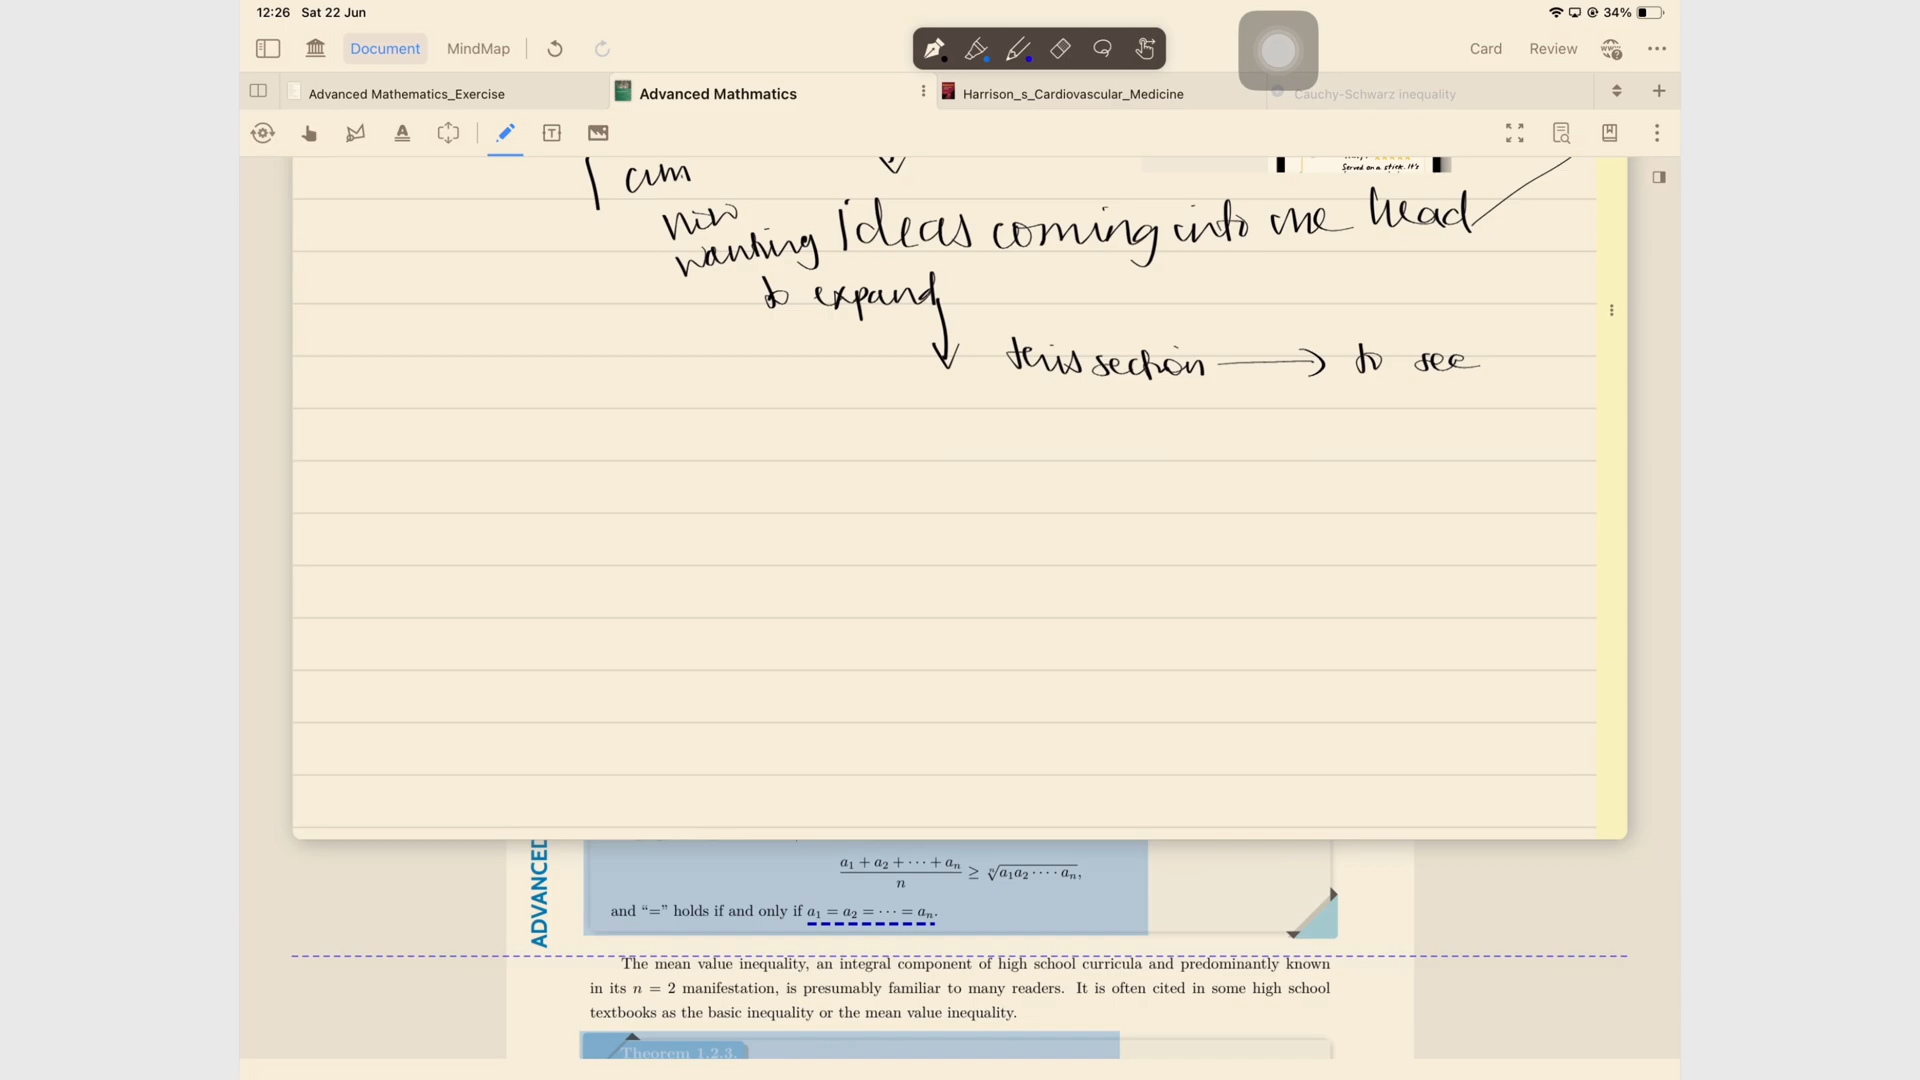 12:26 Sat 22 Jun
34%
Document MindMap
Card Review
Advanced Mathematics_Exercise
Advanced Mathmatics
Harrison_s_Cardiovascular_Medicine
Cauchy-Schwarz inequality
Served on a stick. It's
I am
now
wanting Ideas coming into me head
to expand
this section → to see
ADVANCED
a₁ + a₂ + · · · + aₙ
n
≥ ⁿ√a₁a₂ · · · · aₙ,
and “=” holds if and only if a₁ = a₂ = · · · = aₙ.
The mean value inequality, an integral component of high school curricula and predominantly known
in its n = 2 manifestation, is presumably familiar to many readers. It is often cited in some high school
textbooks as the basic inequality or the mean value inequality.
Theorem 1.2.3.